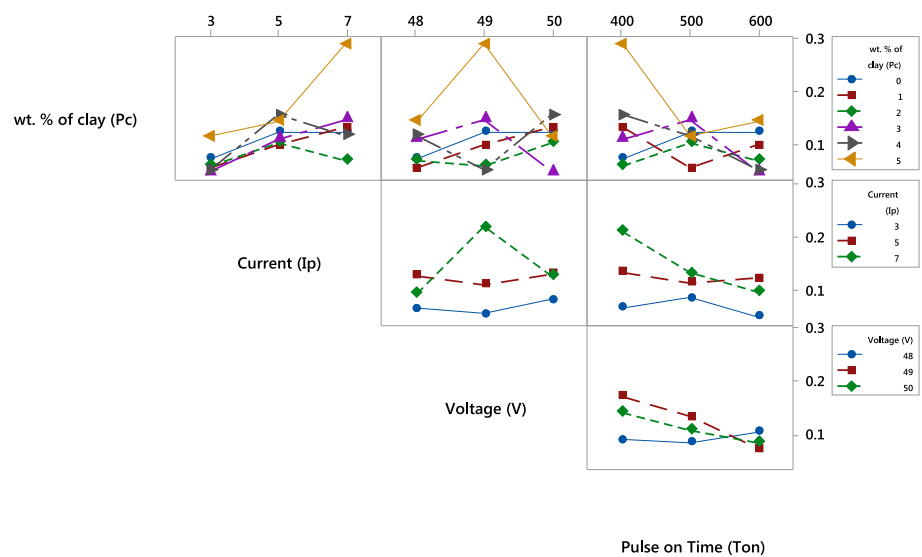 3 5 7 48 49 50 400 500 600
0.3
0.2
0.1
wt. % of clay (Pc)
wt. % of
clay (Pc)
0
1
2
3
4
5
0.3
0.2
0.1
Current (Ip)
Current
(Ip)
3
5
7
0.3
0.2
0.1
Voltage (V)
Voltage (V)
48
49
50
Pulse on Time (Ton)